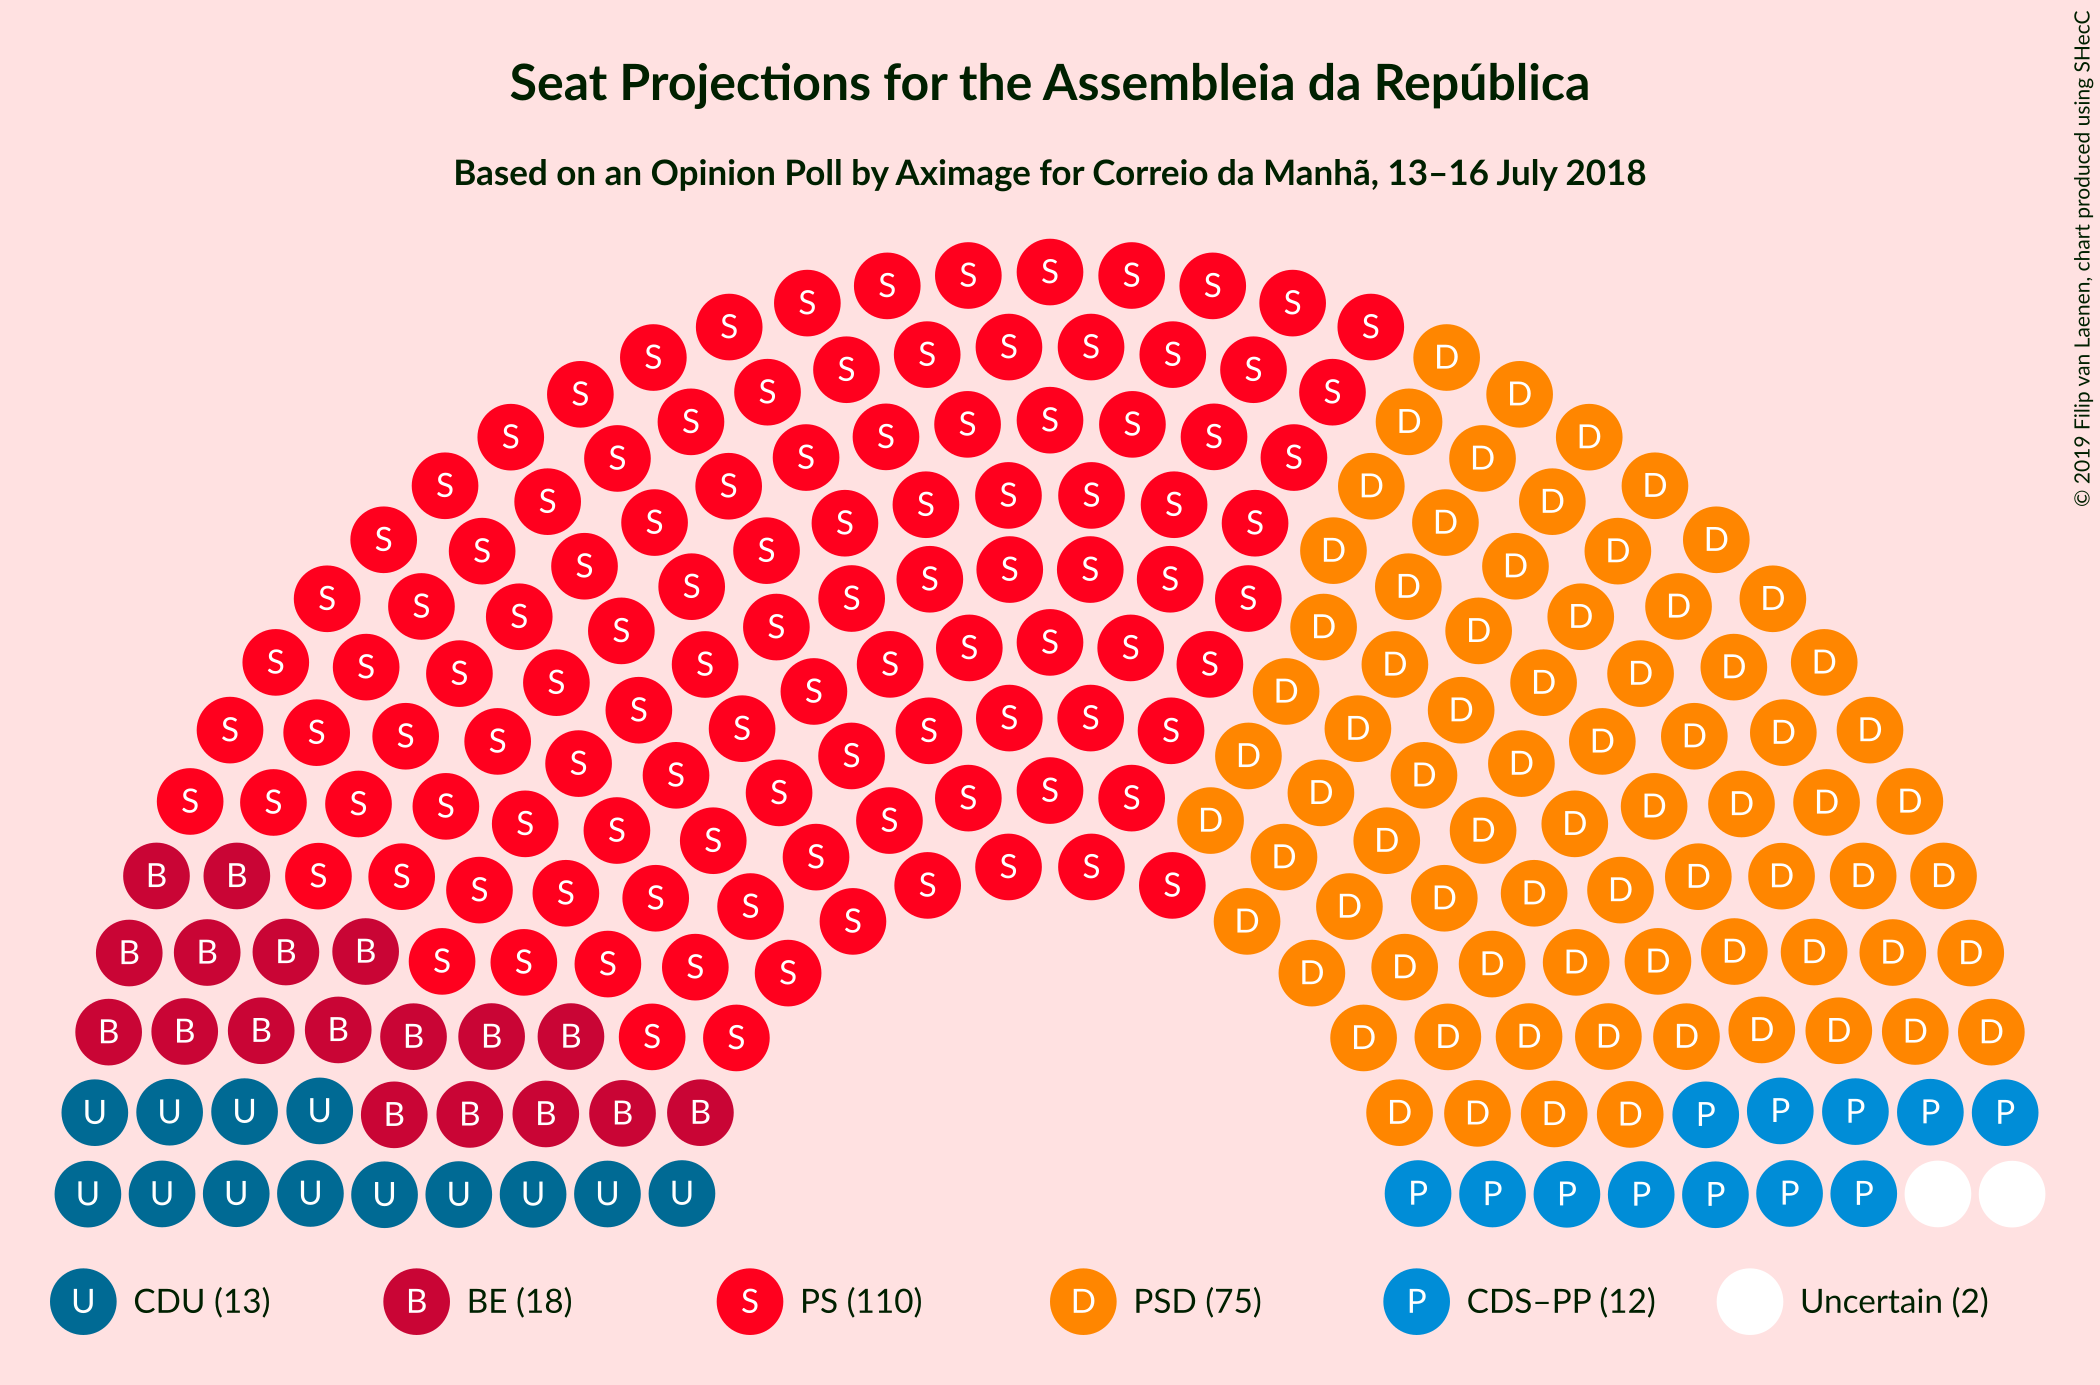 Seat Projections for the Assembleia da República
Based on an Opinion Poll by Aximage for Correio da Manhã, 13–16 July 2018
© 2019 Filip van Laenen, chart produced using SHecC
U CDU (13) B BE (18) S PS (110) D PSD (75) P CDS–PP (12) Uncertain (2)